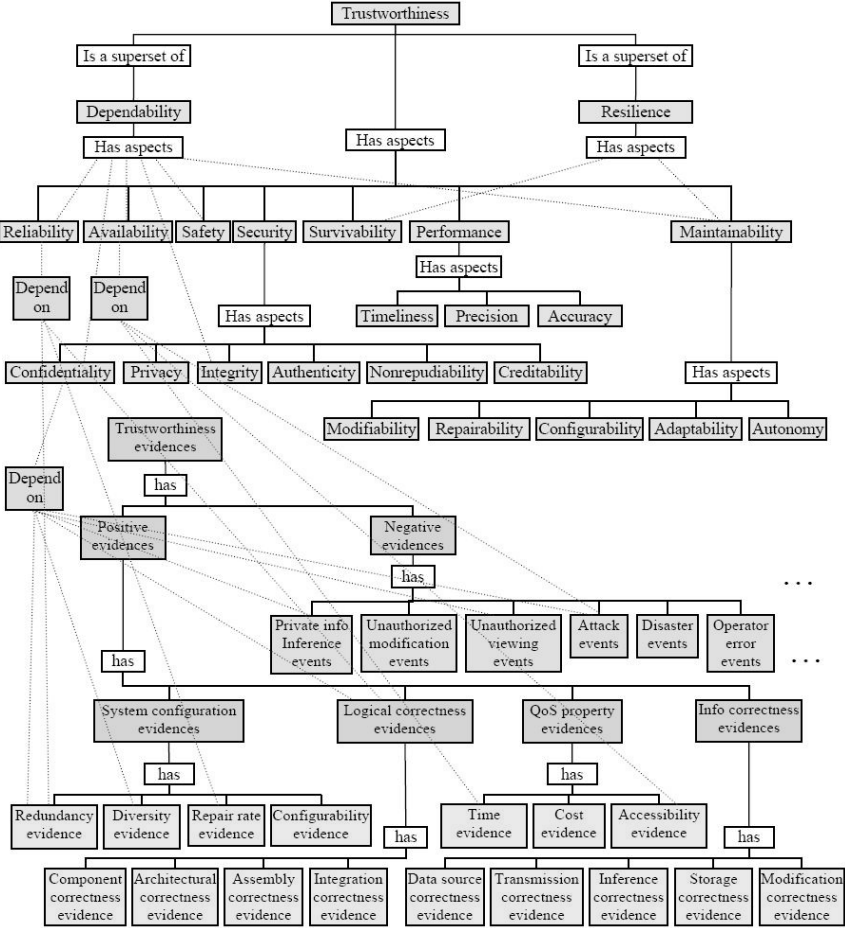 Trustworthiness
Is a superset of
Is a superset of
Dependability
Resilience
Has aspects
Has aspects
Has aspects
Reliability
Availability
Safety
Security
Survivability
Performance
Maintainability
Has aspects
Depend
on
Depend
on
Timeliness
Precision
Accuracy
Has aspects
Confidentiality
Privacy
Integrity
Authenticity
Nonrepudiability
Creditability
Has aspects
Modifiability
Repairability
Configurability
Adaptability
Autonomy
Trustworthiness
evidences
Depend
on
has
Positive
evidences
Negative
evidences
has
...
Private info
Inference
events
Unauthorized
modification
events
Unauthorized
viewing
events
Attack
events
Disaster
events
Operator
error
events
...
has
System configuration
evidences
Logical correctness
evidences
QoS property
evidences
Info correctness
evidences
has
has
Redundancy
evidence
Diversity
evidence
Repair rate
evidence
Configurability
evidence
Time
evidence
Cost
evidence
Accessibility
evidence
has
has
Component
correctness
evidence
Architectural
correctness
evidence
Assembly
correctness
evidence
Integration
correctness
evidence
Data source
correctness
evidence
Transmission
correctness
evidence
Inference
correctness
evidence
Storage
correctness
evidence
Modification
correctness
evidence